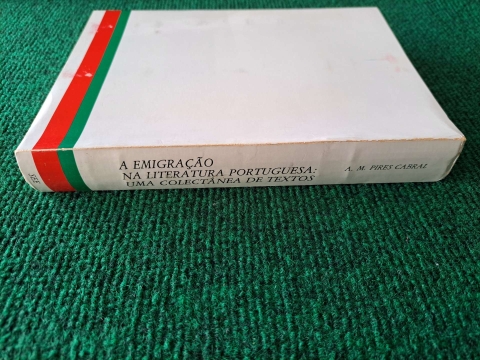 A EMIGRAÇÃO
NA LITERATURA PORTUGUESA:
UMA COLECTÂNEA DE TEXTOS
A. M. PIRES CABRAL